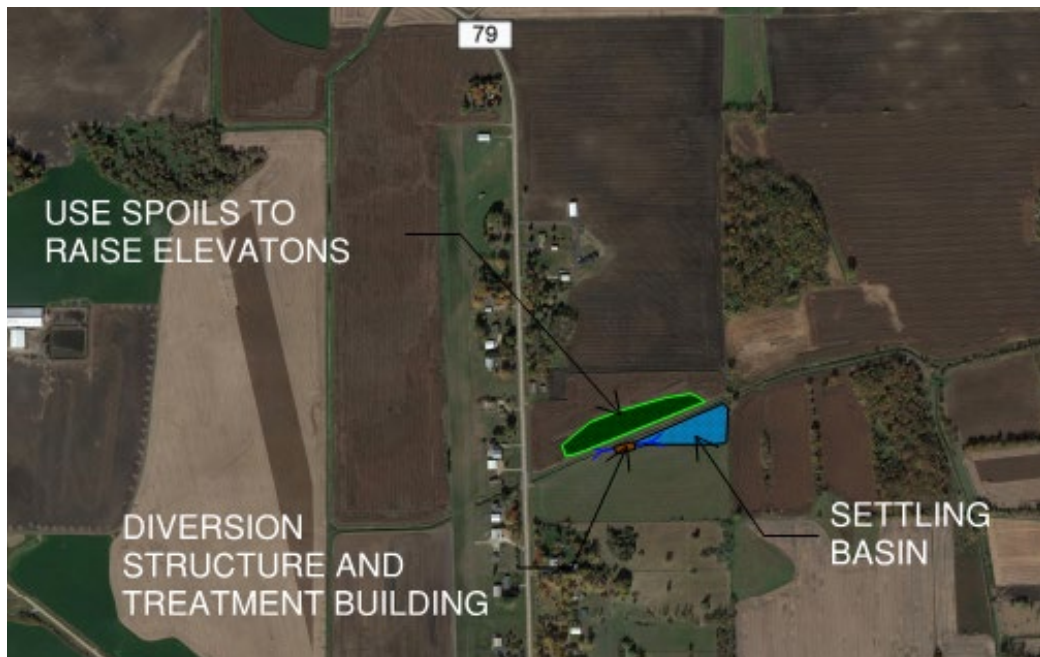 79
USE SPOILS TO
RAISE ELEVATONS
DIVERSION
STRUCTURE AND
TREATMENT BUILDING
SETTLING
BASIN